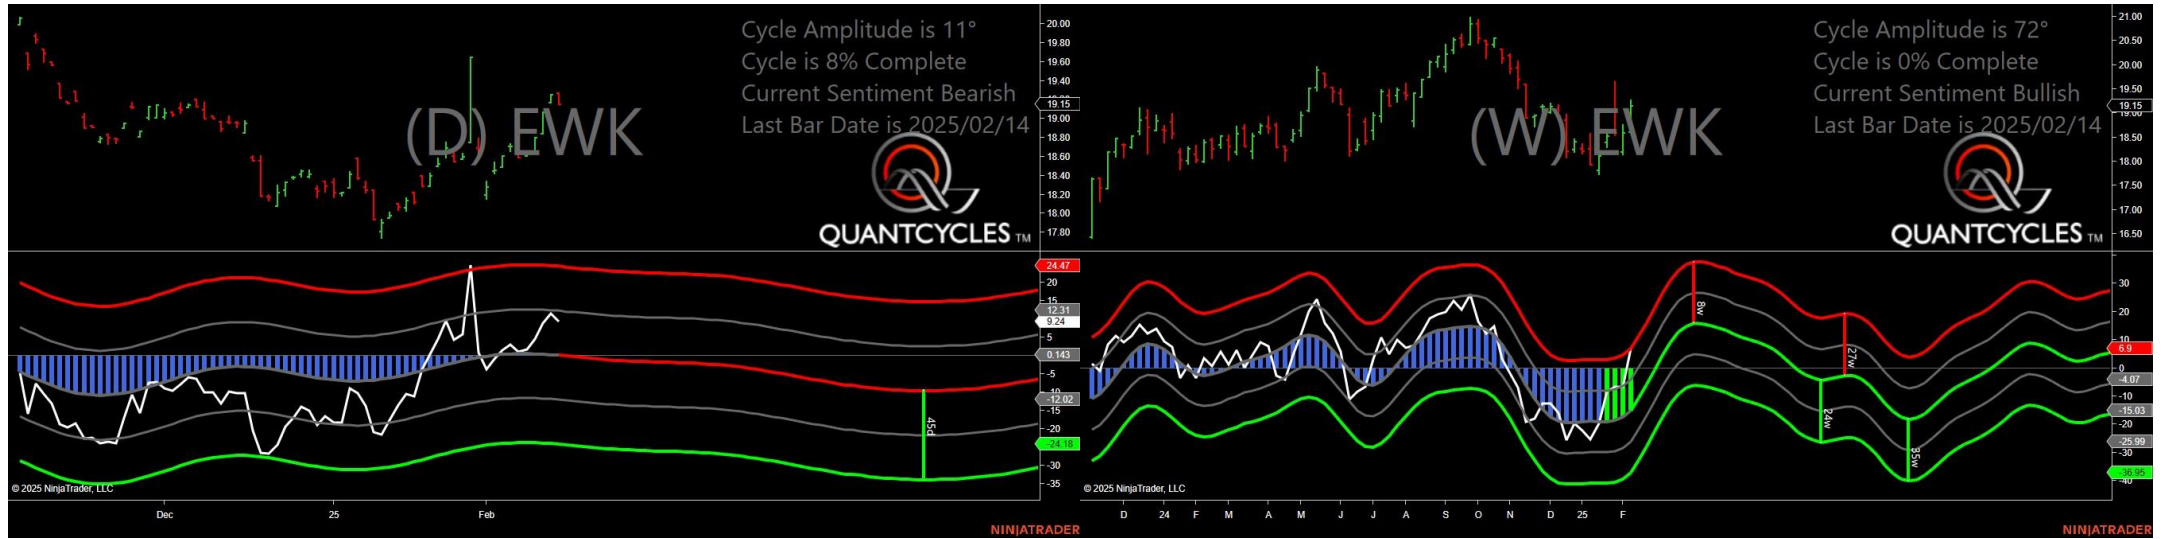 Cycle Amplitude is 11°
Cycle is 8% Complete
Current Sentiment Bearish
Last Bar Date is 2025/02/14
(D) EWK
QUANTCYCLES TM
20.00
19.80
19.60
19.40
19.15
19.00
18.80
18.60
18.40
18.20
18.00
17.80
24.47
20
15
12.31
9.24
5
0.143
-5
-10
-12.02
-15
-20
-24.18
-30
-35
45d
© 2025 NinjaTrader, LLC
Dec 25 Feb
NINJATRADER
Cycle Amplitude is 72°
Cycle is 0% Complete
Current Sentiment Bullish
Last Bar Date is 2025/02/14
(W) EWK
QUANTCYCLES TM
21.00
20.50
20.00
19.50
19.15
19.00
18.50
18.00
17.50
17.00
16.50
30
20
10
6.9
0
-4.07
-10
-15.03
-20
-25.99
-30
-36.95
-40
8w
27w
24w
35w
© 2025 NinjaTrader, LLC
D 24 F M A M J J A S O N D 25 F
NINJATRADER